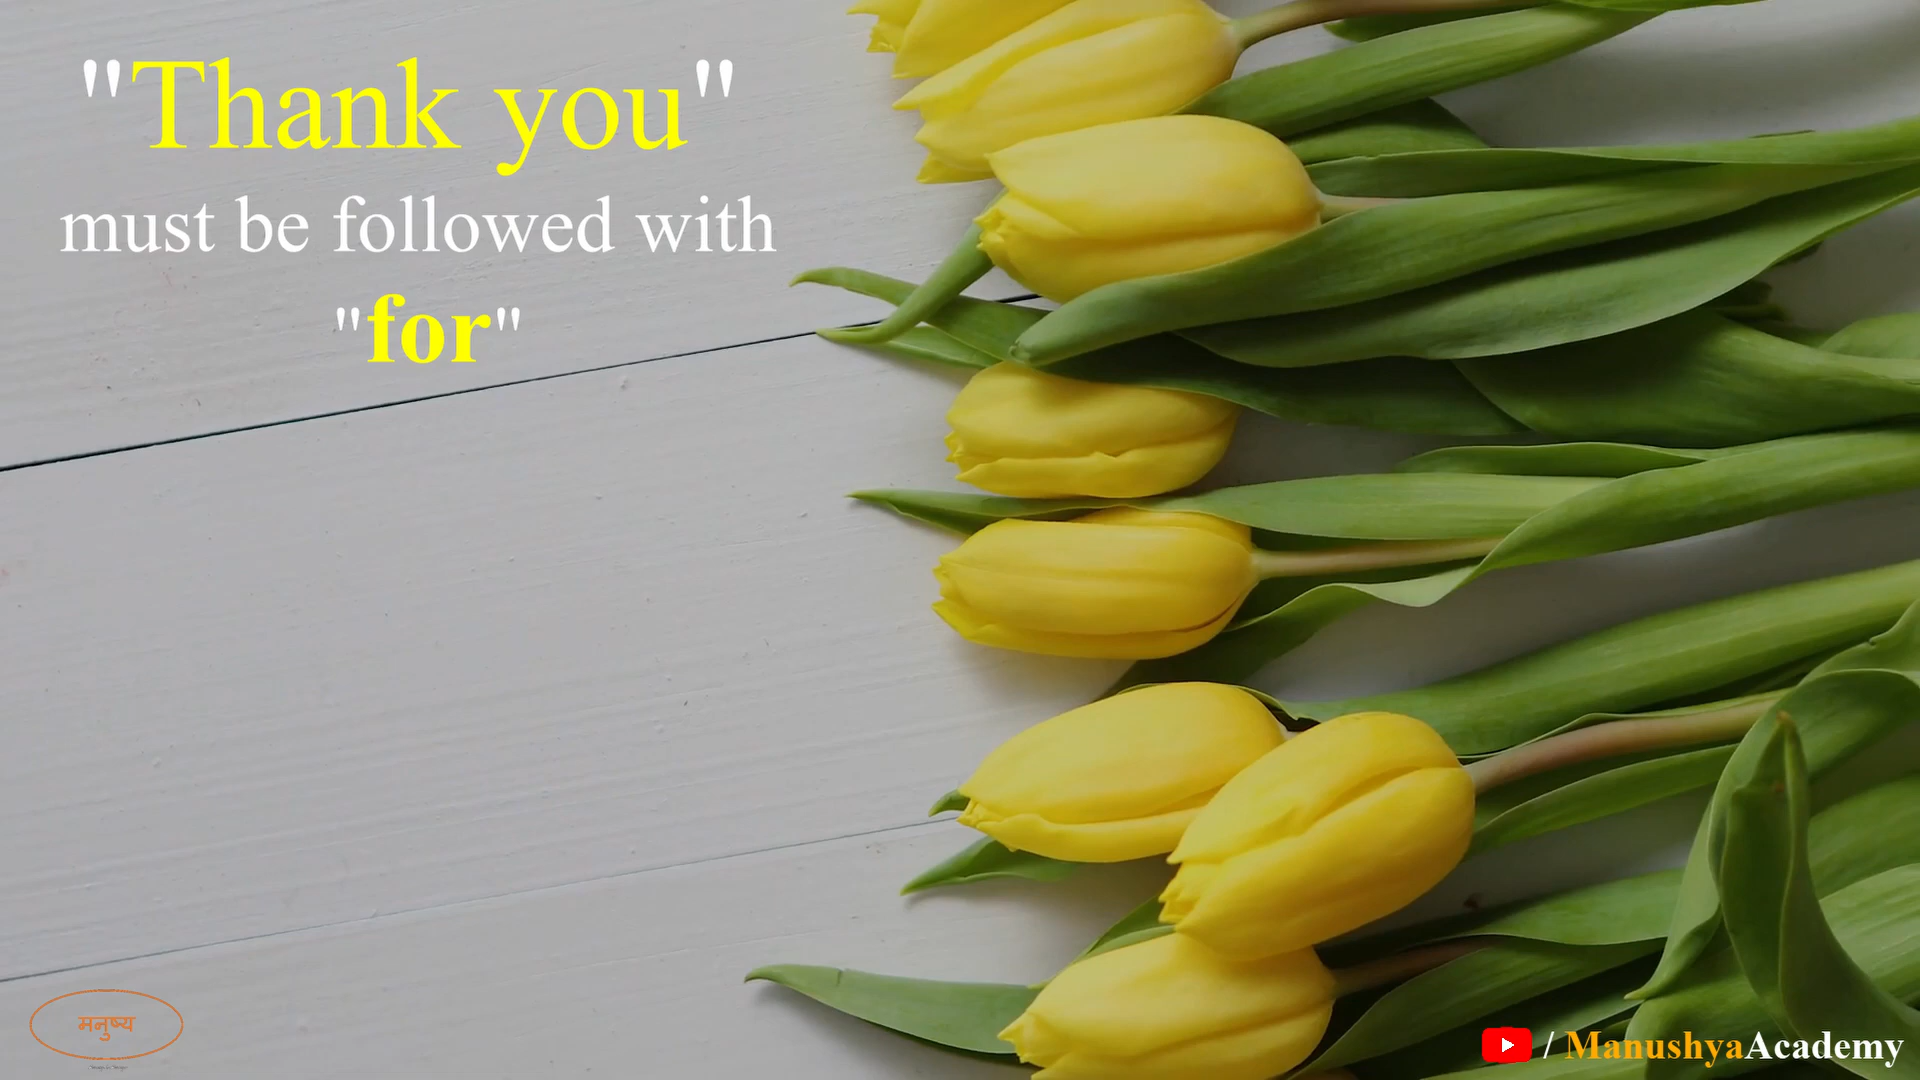 "Thank you"
must be followed with
"for"
मनुष्य
/ ManushyaAcademy